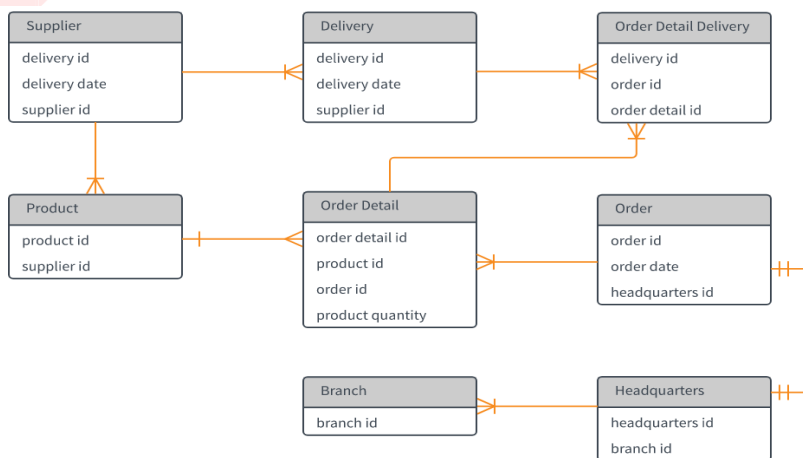 Supplier
delivery id
delivery date
supplier id
Delivery
delivery id
delivery date
supplier id
Order Detail Delivery
delivery id
order id
order detail id
Product
product id
supplier id
Order Detail
order detail id
product id
order id
product quantity
Order
order id
order date
headquarters id
Branch
branch id
Headquarters
headquarters id
branch id